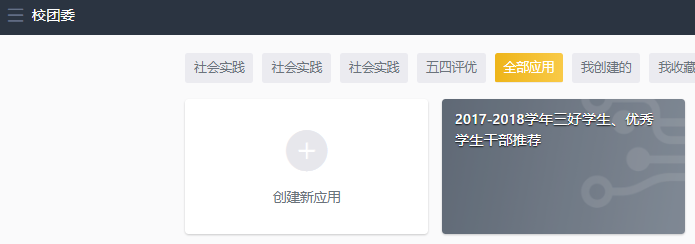 校团委
社会实践 社会实践 社会实践 五四评优 全部应用 我创建的 我收藏
创建新应用
2017-2018学年三好学生、优秀
学生干部推荐